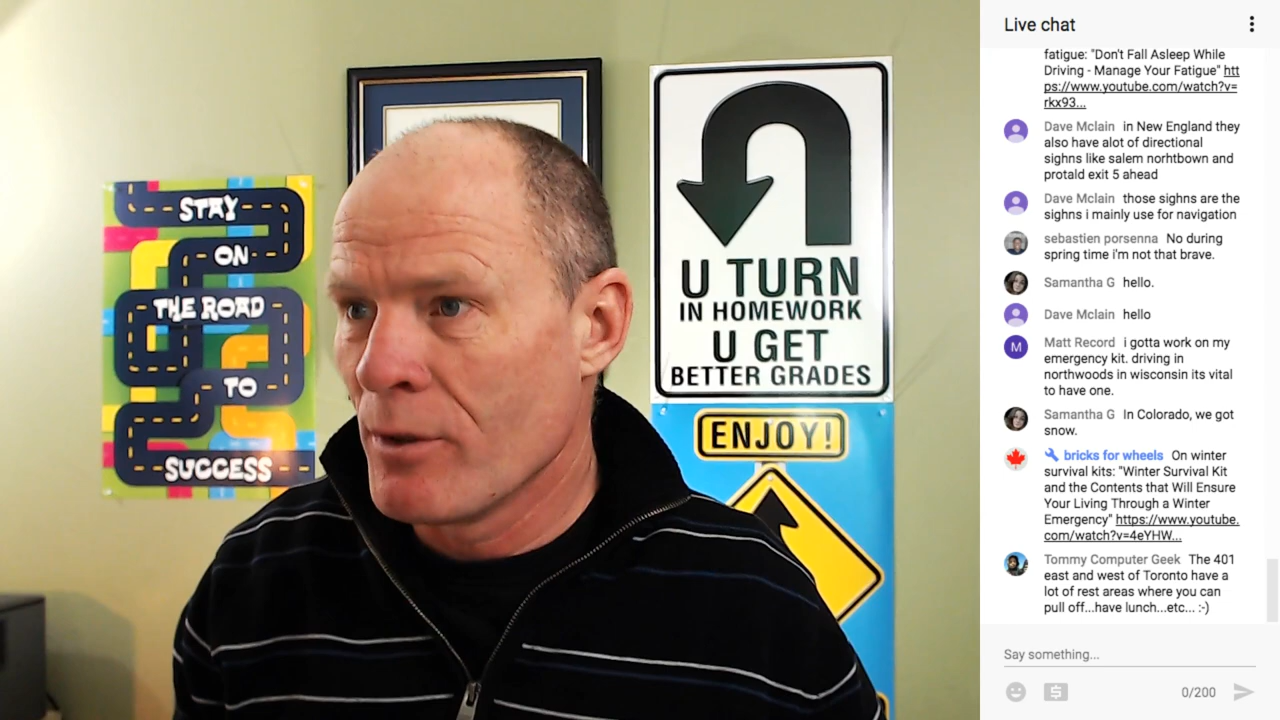 STAY
ON
THE ROAD
TO
SUCCESS
U TURN
IN HOMEWORK
U GET
BETTER GRADES
ENJOY!
Live chat
fatigue: "Don't Fall Asleep While
Driving - Manage Your Fatigue" htt
ps://www.youtube.com/watch?v=
rkx93...
Dave Mclain in New England they
also have alot of directional
sighns like salem norhtbown and
protald exit 5 ahead
Dave Mclain those sighns are the
sighns i mainly use for navigation
sebastien porsenna No during
spring time i'm not that brave.
Samantha G hello.
Dave Mclain hello
M
Matt Record i gotta work on my
emergency kit. driving in
northwoods in wisconsin its vital
to have one.
Samantha G In Colorado, we got
snow.
bricks for wheels On winter
survival kits: "Winter Survival Kit
and the Contents that Will Ensure
Your Living Through a Winter
Emergency" https://www.youtube.
com/watch?v=4eYHW...
Tommy Computer Geek The 401
east and west of Toronto have a
lot of rest areas where you can
pull off...have lunch...etc... :-)
Say something...
0/200